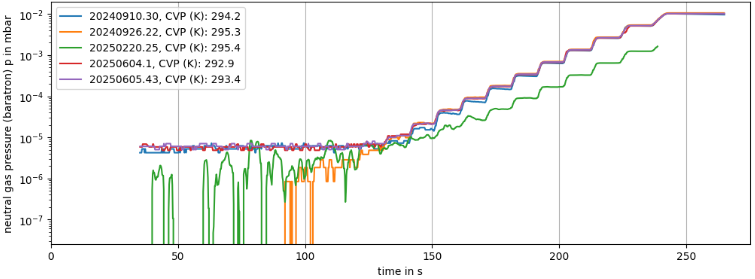 neutral gas pressure (baratron) p in mbar
10⁻²
10⁻³
10⁻⁴
10⁻⁵
10⁻⁶
10⁻⁷
20240910.30, CVP (K): 294.2
20240926.22, CVP (K): 295.3
20250220.25, CVP (K): 295.4
20250604.1, CVP (K): 292.9
20250605.43, CVP (K): 293.4
0 50 100 150 200 250
time in s